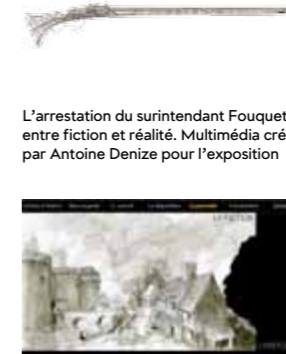 L'arrestation du surintendant Fouquet
entre fiction et réalité. Multimédia cré
par Antoine Denize pour l'exposition